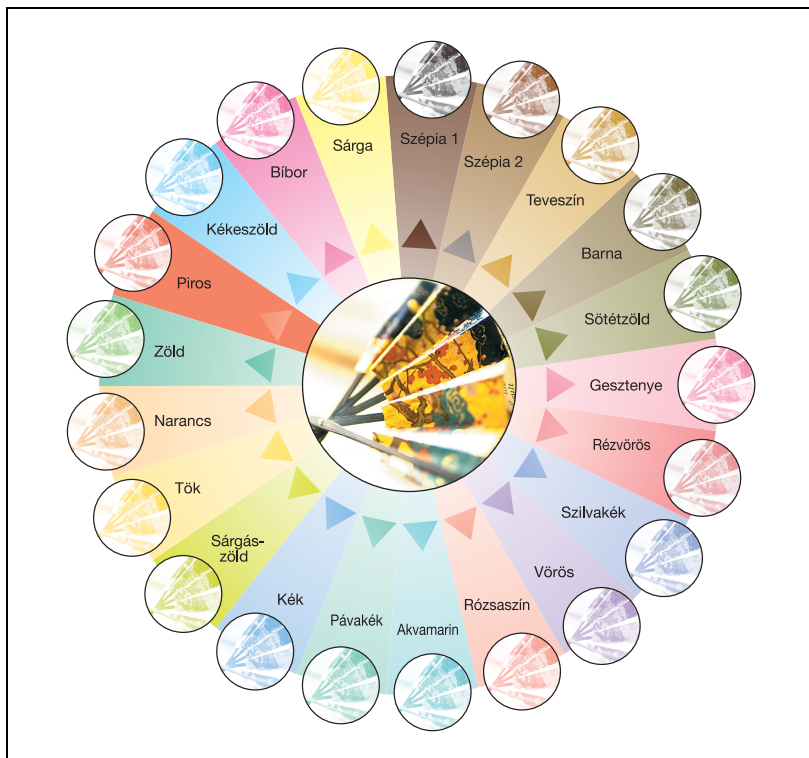 Szépia 1
Szépia 2
Teveszín
Barna
Sötétzöld
Gesztenye
Rézvörös
Szilvakék
Vörös
Rózsaszín
Akvamarin
Pávakék
Kék
Sárgás-
zöld
Tök
Narancs
Zöld
Piros
Kékeszöld
Bíbor
Sárga